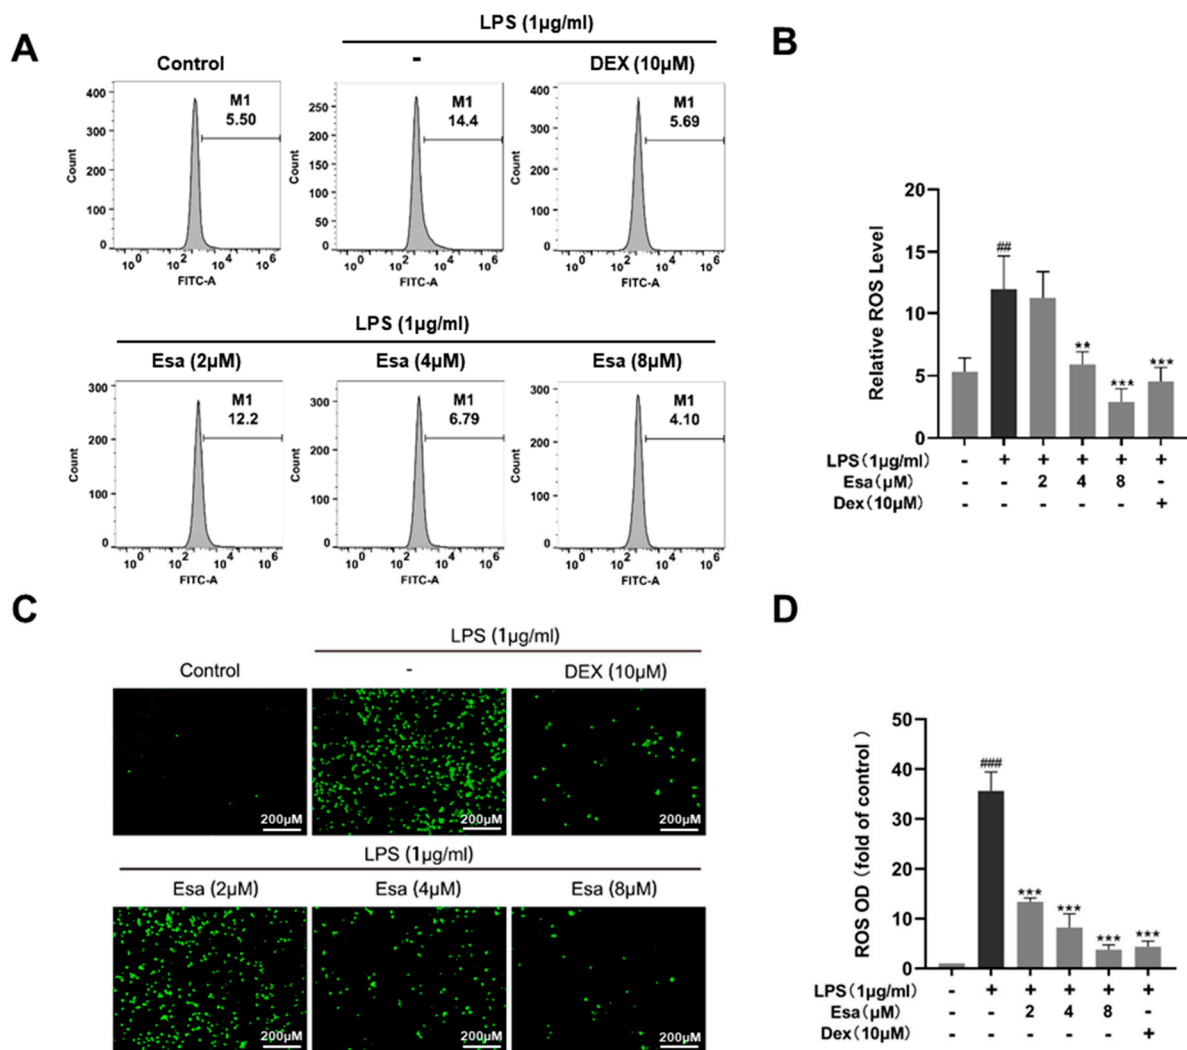 A
LPS (1μg/ml)
Control
-
DEX (10μM)
400
300
200
100
0
Count
M1
5.50
10^0 10^2 10^4 10^6
FITC-A
250
200
150
100
50
0
Count
M1
14.4
10^0 10^2 10^4 10^6
FITC-A
400
300
200
100
0
Count
M1
5.69
10^0 10^2 10^4 10^6
FITC-A
LPS (1μg/ml)
Esa (2μM)
Esa (4μM)
Esa (8μM)
300
200
100
0
Count
M1
12.2
10^0 10^2 10^4 10^6
FITC-A
300
200
100
0
Count
M1
6.79
10^0 10^2 10^4 10^6
FITC-A
300
200
100
0
Count
M1
4.10
10^0 10^2 10^4 10^6
FITC-A
B
Relative ROS Level
20
15
10
5
0
##
**
***
***
LPS(1μg/ml) - + + + + +
Esa(μM) - - 2 4 8 -
Dex(10μM) - - - - - +
C
LPS (1μg/ml)
Control
-
DEX (10μM)
200μM
200μM
200μM
LPS (1μg/ml)
Esa (2μM)
Esa (4μM)
Esa (8μM)
200μM
200μM
200μM
D
ROS OD (fold of control)
50
40
30
20
10
0
###
***
***
***
***
LPS(1μg/ml) - + + + + +
Esa(μM) - - 2 4 8 -
Dex(10μM) - - - - - +